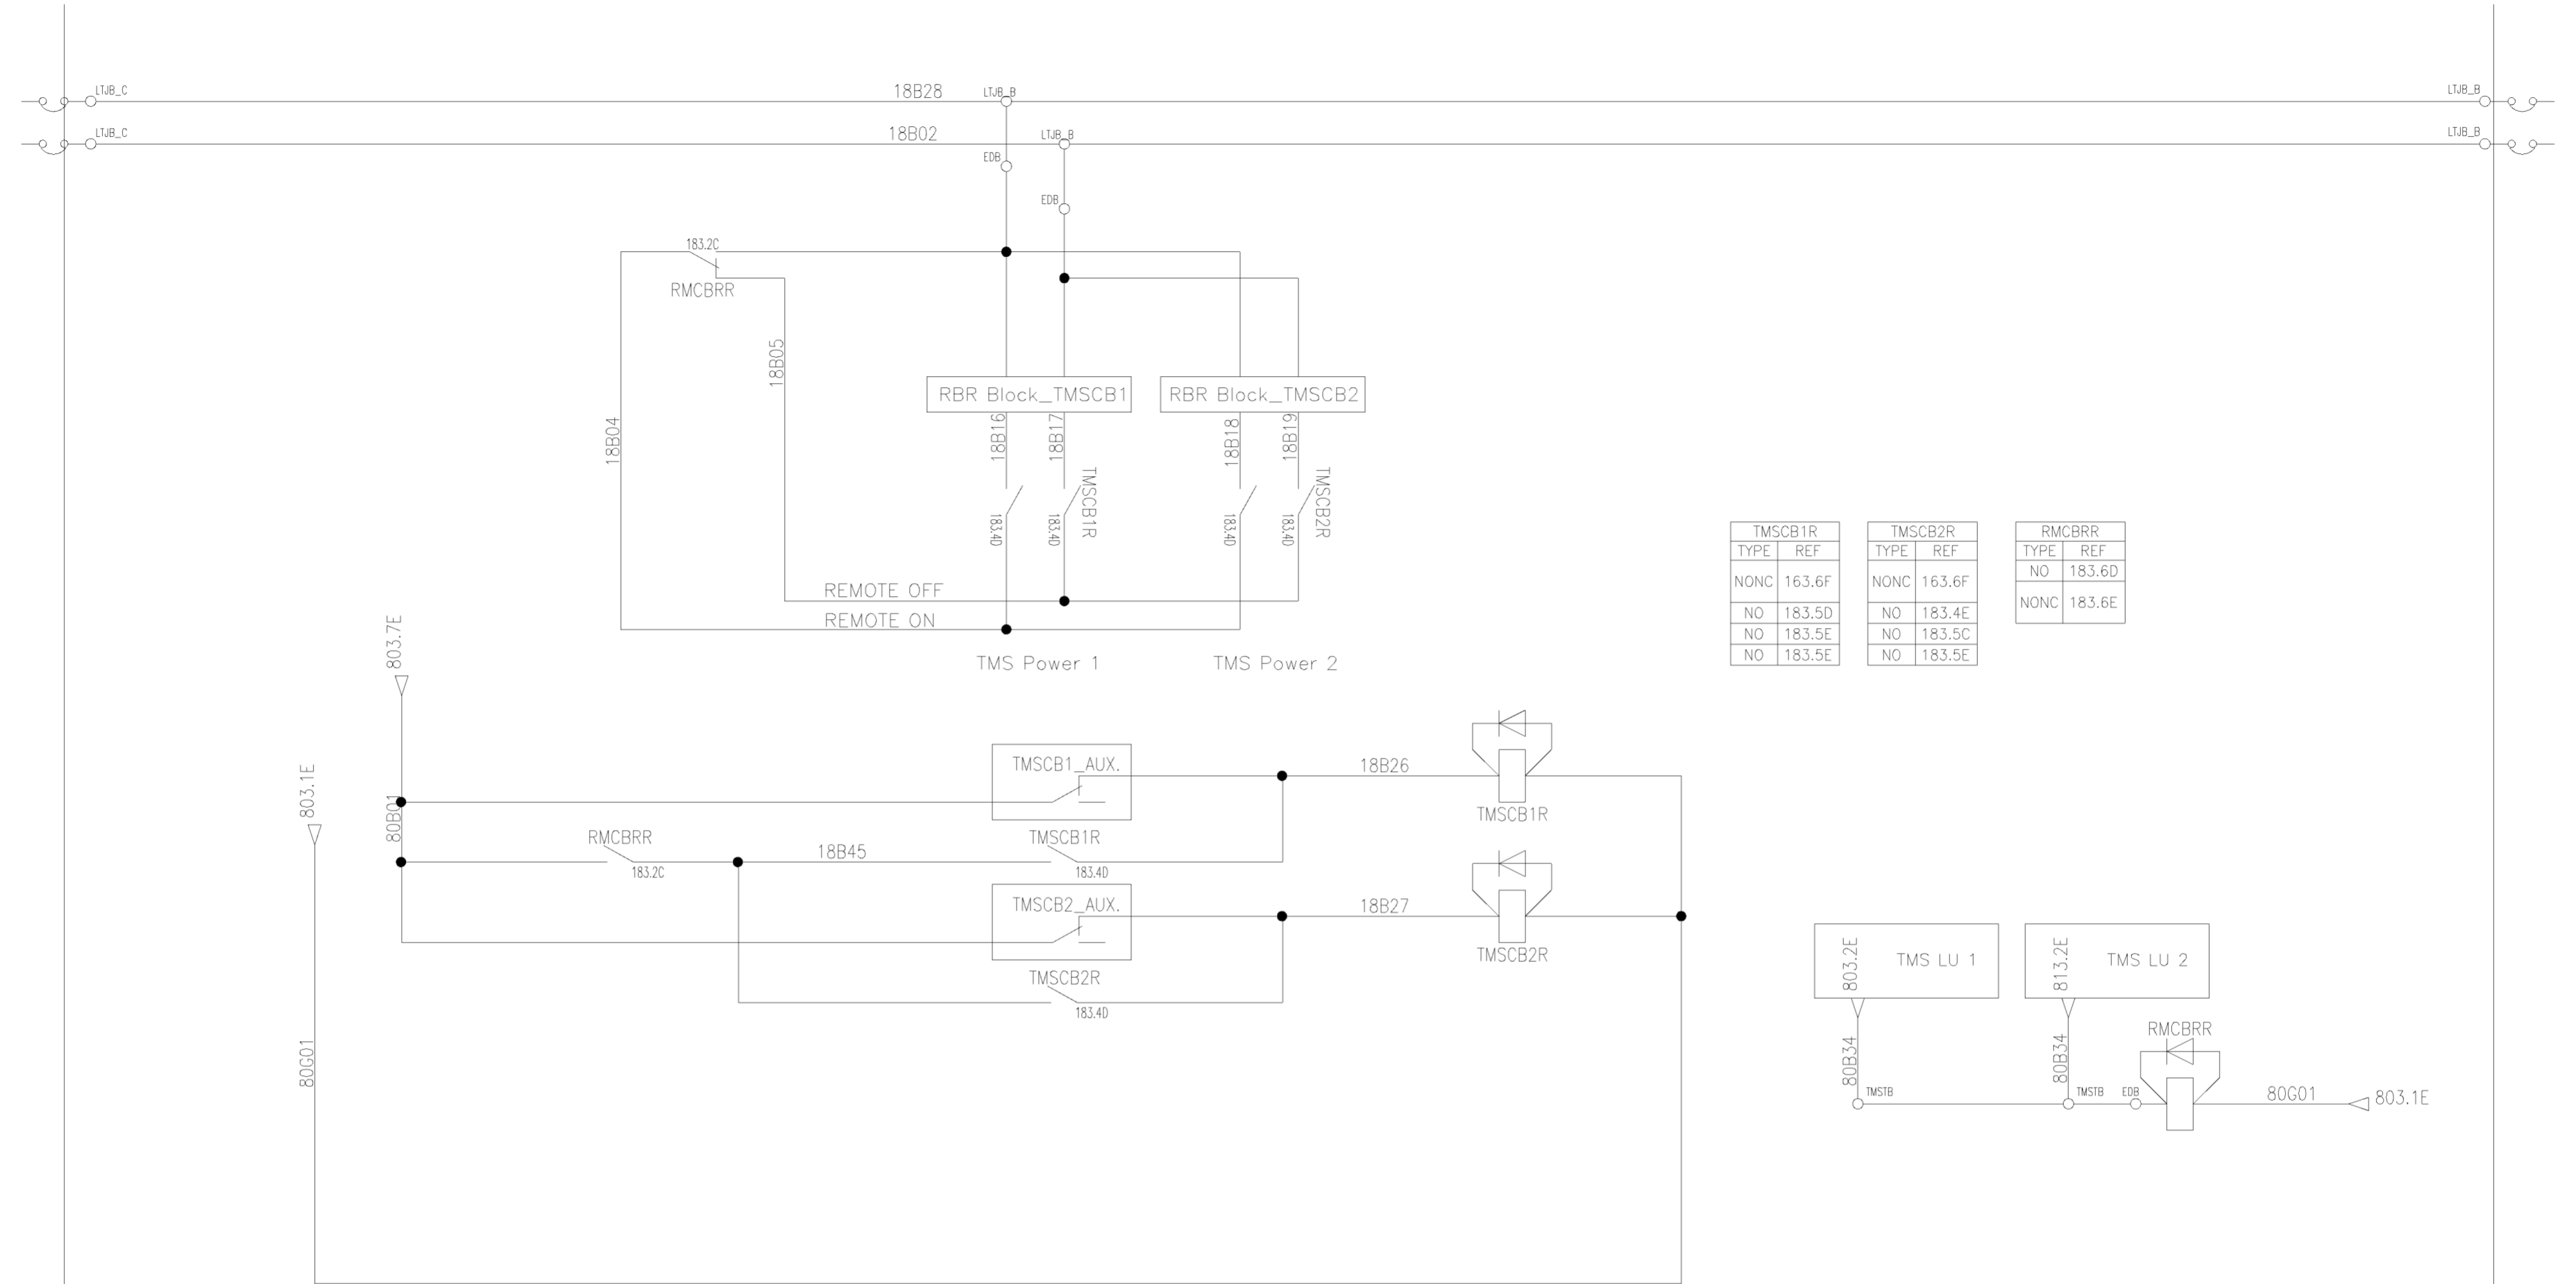 LTJB_C
18B28
LTJB_B
LTJB_B
LTJB_C
18B02
LTJB_B
LTJB_B
EDB
EDB
183.2C
RMCBRR
18B05
18B04
RBR Block_TMSCB1
RBR Block_TMSCB2
18B16
18B17
18B18
18B19
TMSCB1R
TMSCB2R
183.4D
183.4D
183.4D
183.4D
REMOTE OFF
REMOTE ON
TMS Power 1
TMS Power 2
TMSCB1R
TYPE REF
NONC 163.6F
NO 183.5D
NO 183.5E
NO 183.5E
TMSCB2R
TYPE REF
NONC 163.6F
NO 183.4E
NO 183.5C
NO 183.5E
RMCBRR
TYPE REF
NO 183.6D
NONC 183.6E
803.7E
803.1E
80B01
TMSCB1_AUX.
18B26
TMSCB1R
RMCBRR
183.2C
18B45
TMSCB1R
183.4D
TMSCB2_AUX.
18B27
TMSCB2R
TMSCB2R
183.4D
80G01
803.2E
TMS LU 1
813.2E
TMS LU 2
80B34
80B34
RMCBRR
TMSTB
TMSTB
EDB
80G01
803.1E